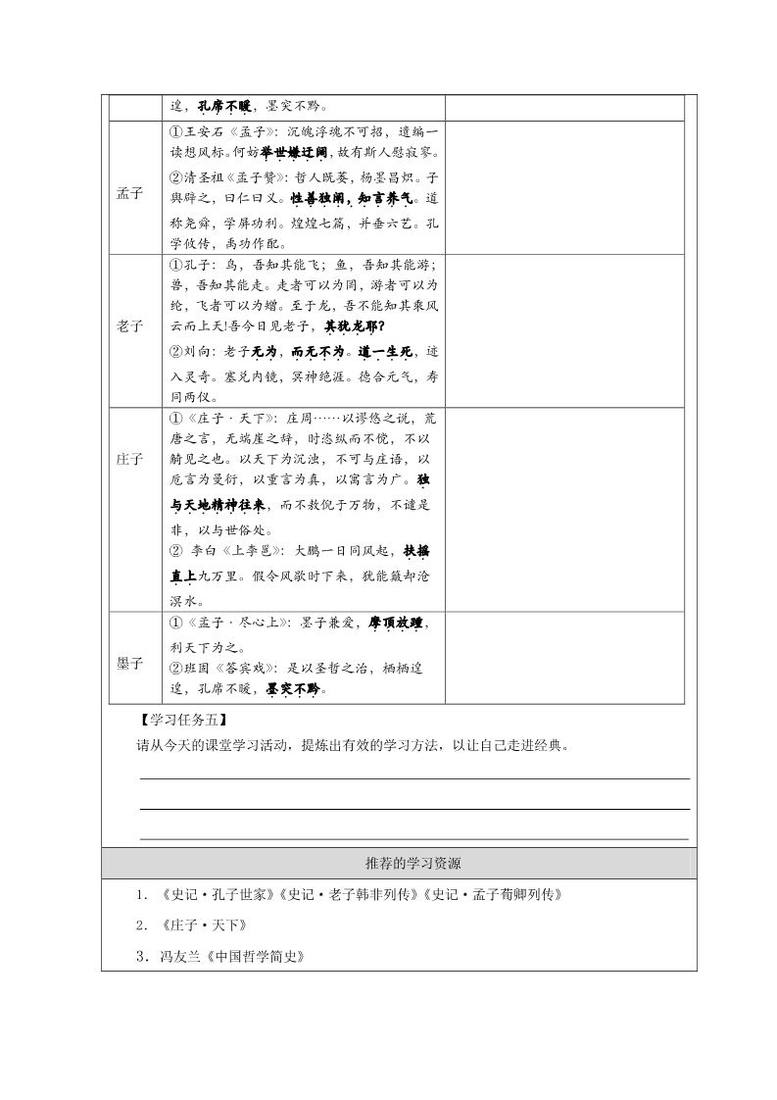 遑，孔席不暖，墨突不黔。
孟子
①王安石《孟子》：沉魄浮魂不可招，遗编一
读想风标。何妨举世嫌迂阔，故有斯人慰寂寥。
②清圣祖《孟子赞》：哲人既萎，杨墨昌炽。子
舆辟之，曰仁曰义。性善独阐，知言养气。道
称尧舜，学屏功利。煌煌七篇，并垂六艺。孔
学攸传，禹功作配。
老子
①孔子：鸟，吾知其能飞；鱼，吾知其能游；
兽，吾知其能走。走者可以为罔，游者可以为
纶，飞者可以为矰。至于龙，吾不能知其乘风
云而上天!吾今日见老子，其犹龙耶?
②刘向：老子无为，而无不为。道一生死，迹
入灵奇。塞兑内镜，冥神绝涯。德合元气，寿
同两仪。
庄子
①《庄子·天下》：庄周……以谬悠之说，荒
唐之言，无端崖之辞，时恣纵而不傥，不以
觭见之也。以天下为沉浊，不可与庄语，以
卮言为曼衍，以重言为真，以寓言为广。独
与天地精神往来，而不敖倪于万物，不谴是
非，以与世俗处。
② 李白《上李邕》：大鹏一日同风起，扶摇
直上九万里。假令风歇时下来，犹能簸却沧
溟水。
墨子
①《孟子·尽心上》：墨子兼爱，摩顶放踵，
利天下为之。
②班固《答宾戏》：是以圣哲之治，栖栖遑
遑，孔席不暖，墨突不黔。
【学习任务五】
请从今天的课堂学习活动，提炼出有效的学习方法，以让自己走进经典。
推荐的学习资源
1. 《史记·孔子世家》《史记·老子韩非列传》《史记·孟子荀卿列传》
2. 《庄子·天下》
3. 冯友兰《中国哲学简史》